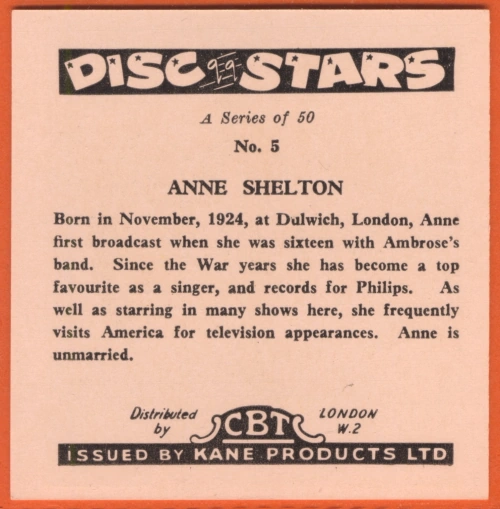 DISC STARS
A Series of 50
No. 5
ANNE SHELTON
Born in November, 1924, at Dulwich, London, Anne
first broadcast when she was sixteen with Ambrose's
band. Since the War years she has become a top
favourite as a singer, and records for Philips. As
well as starring in many shows here, she frequently
visits America for television appearances. Anne is
unmarried.
Distributed by CBT LONDON W.2
ISSUED BY KANE PRODUCTS LTD